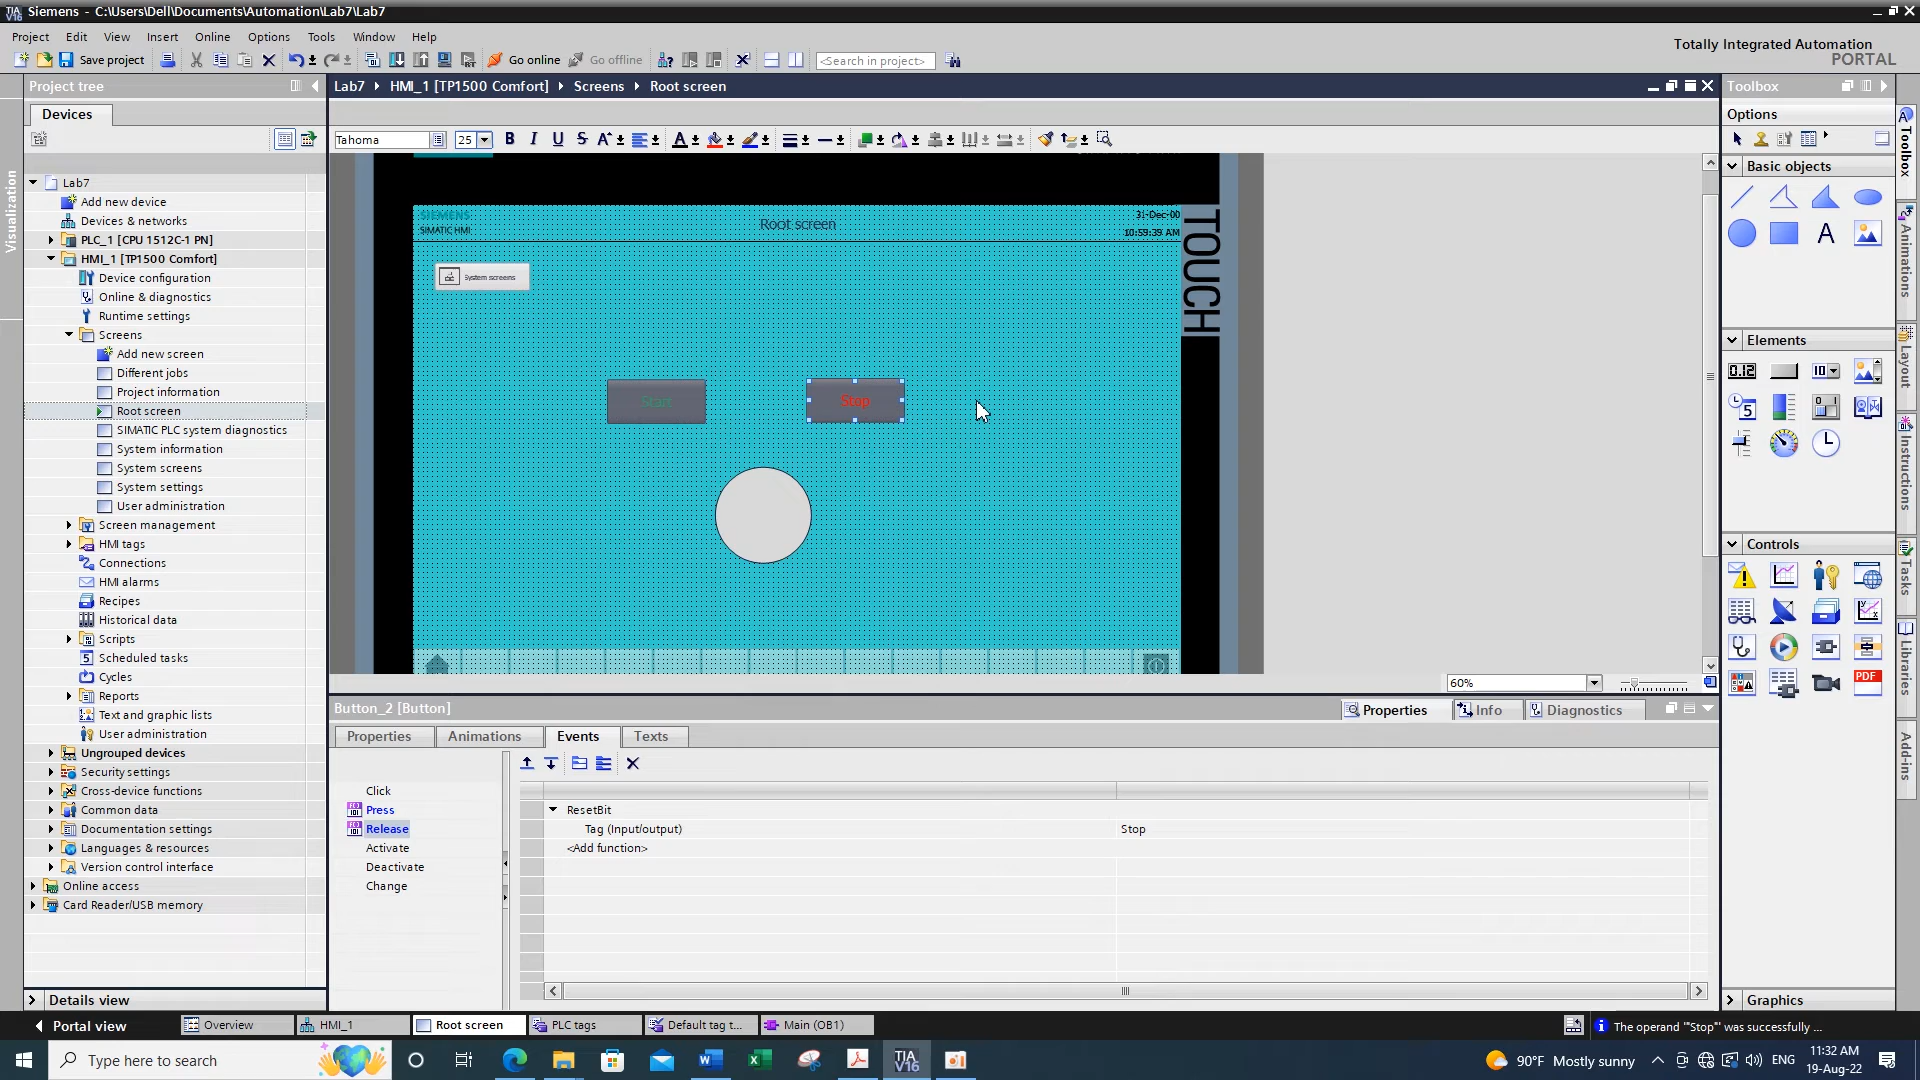 Siemens - C:\Users\Dell\Documents\Automation\Lab7\Lab7
Project Edit View Insert Online Options Tools Window Help
Totally Integrated Automation
PORTAL
Save project
Go online
Go offline
<Search in project>
Project tree
Lab7 HMI_1 [TP1500 Comfort] Screens Root screen
Toolbox
Devices
Options
Tahoma
25
B I U S
Visualization
Lab7
Add new device
Devices & networks
PLC_1 [CPU 1512C-1 PN]
HMI_1 [TP1500 Comfort]
Device configuration
Online & diagnostics
Runtime settings
Screens
Add new screen
Different jobs
Project information
Root screen
SIMATIC PLC system diagnostics
System information
System screens
System settings
User administration
Screen management
HMI tags
Connections
HMI alarms
Recipes
Historical data
Scripts
Scheduled tasks
Cycles
Reports
Text and graphic lists
User administration
Ungrouped devices
Security settings
Cross-device functions
Common data
Documentation settings
Languages & resources
Version control interface
Online access
Card Reader/USB memory
Details view
SIEMENS
SIMATIC HMI
Root screen
31-Dec-00
10:59:39 AM
TOUCH
System screens
Start
Stop
60%
Basic objects
Elements
Controls
Graphics
Toolbox
Animations
Layout
Instructions
Tasks
Libraries
Add-ins
Button_2 [Button]
Properties Info Diagnostics
Properties Animations Events Texts
Click
Press
Release
Activate
Deactivate
Change
ResetBit
Tag (Input/output) Stop
<Add function>
Portal view
Overview
HMI_1
Root screen
PLC tags
Default tag t...
Main (OB1)
The operand '"Stop"' was successfully ...
Type here to search
90°F Mostly sunny
ENG
11:32 AM
19-Aug-22